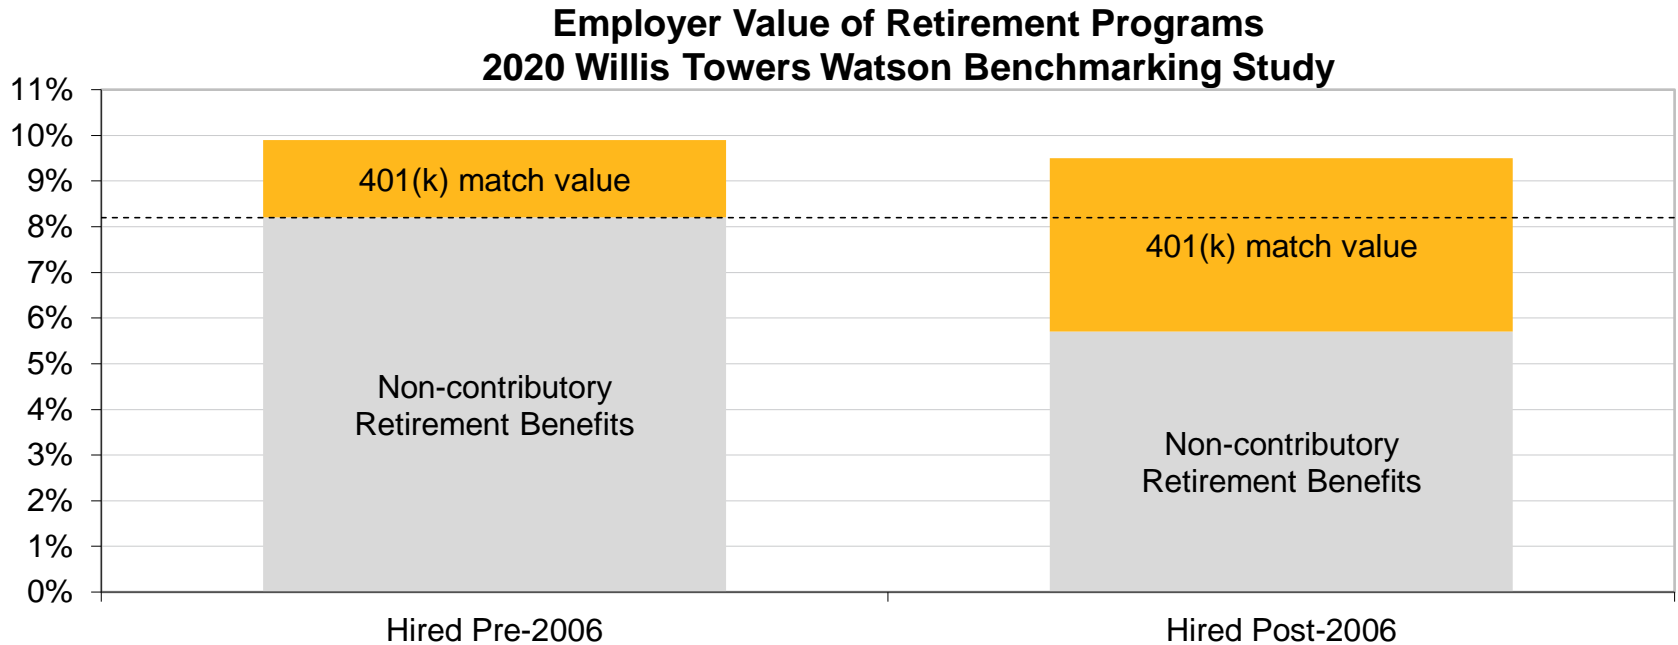 Employer Value of Retirement Programs
2020 Willis Towers Watson Benchmarking Study
11%
10%
9%
8%
7%
6%
5%
4%
3%
2%
1%
0%
401(k) match value
Non-contributory
Retirement Benefits
401(k) match value
Non-contributory
Retirement Benefits
Hired Pre-2006
Hired Post-2006